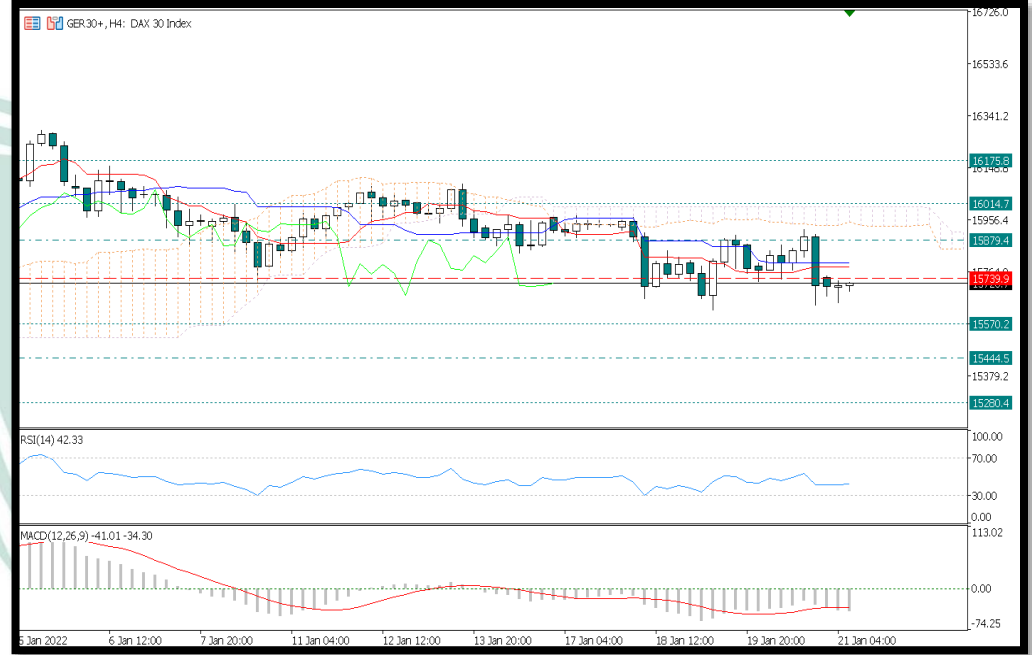 GER30+, H4: DAX 30 Index
16726.0
16533.6
16341.2
16175.8
16014.7
15956.4
15879.4
15739.9
15570.2
15444.5
15379.2
15280.4
RSI(14) 42.33
100.00
70.00
30.00
0.00
MACD(12,26,9) -41.01 -34.30
113.02
0.00
-74.25
5 Jan 2022
6 Jan 12:00
7 Jan 20:00
11 Jan 04:00
12 Jan 12:00
13 Jan 20:00
17 Jan 04:00
18 Jan 12:00
19 Jan 20:00
21 Jan 04:00